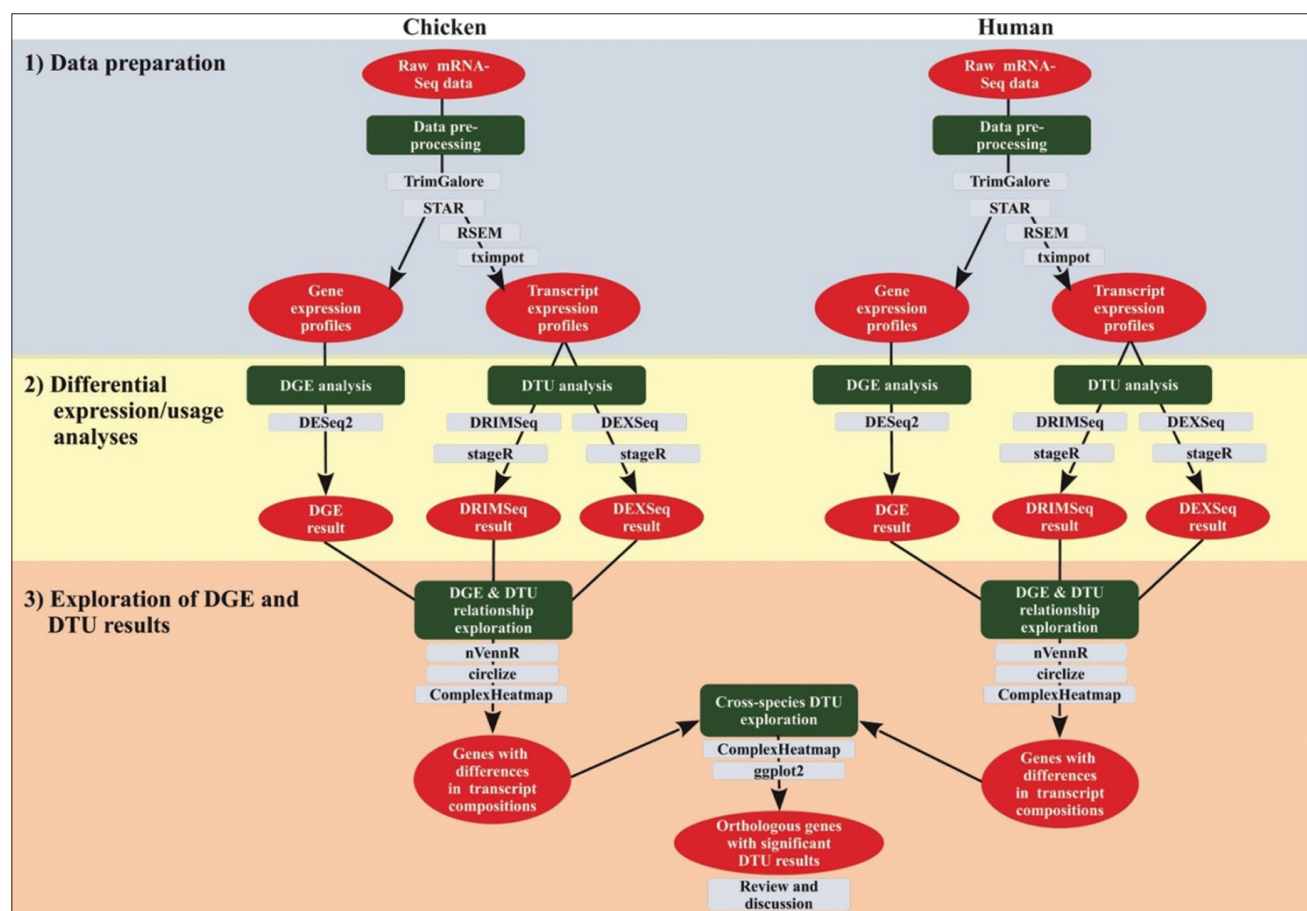 Chicken
Human
1) Data preparation
Raw mRNA-
Seq data
Raw mRNA-
Seq data
Data pre-
processing
Data pre-
processing
TrimGalore
TrimGalore
STAR
STAR
RSEM
RSEM
tximpot
tximpot
Gene
expression
profiles
Transcript
expression
profiles
Gene
expression
profiles
Transcript
expression
profiles
2) Differential
expression/usage
analyses
DGE analysis
DTU analysis
DGE analysis
DTU analysis
DESeq2
DRIMSeq
DEXSeq
DESeq2
DRIMSeq
DEXSeq
stageR
stageR
stageR
stageR
DGE
result
DRIMSeq
result
DEXSeq
result
DGE
result
DRIMSeq
result
DEXSeq
result
3) Exploration of DGE and
DTU results
DGE & DTU
relationship
exploration
DGE & DTU
relationship
exploration
nVennR
circlize
ComplexHeatmap
nVennR
circlize
ComplexHeatmap
Cross-species DTU
exploration
ComplexHeatmap
ggplot2
Genes with
differences
in transcript
compositions
Genes with
differences
in transcript
compositions
Orthologous genes
with significant
DTU results
Review and
discussion